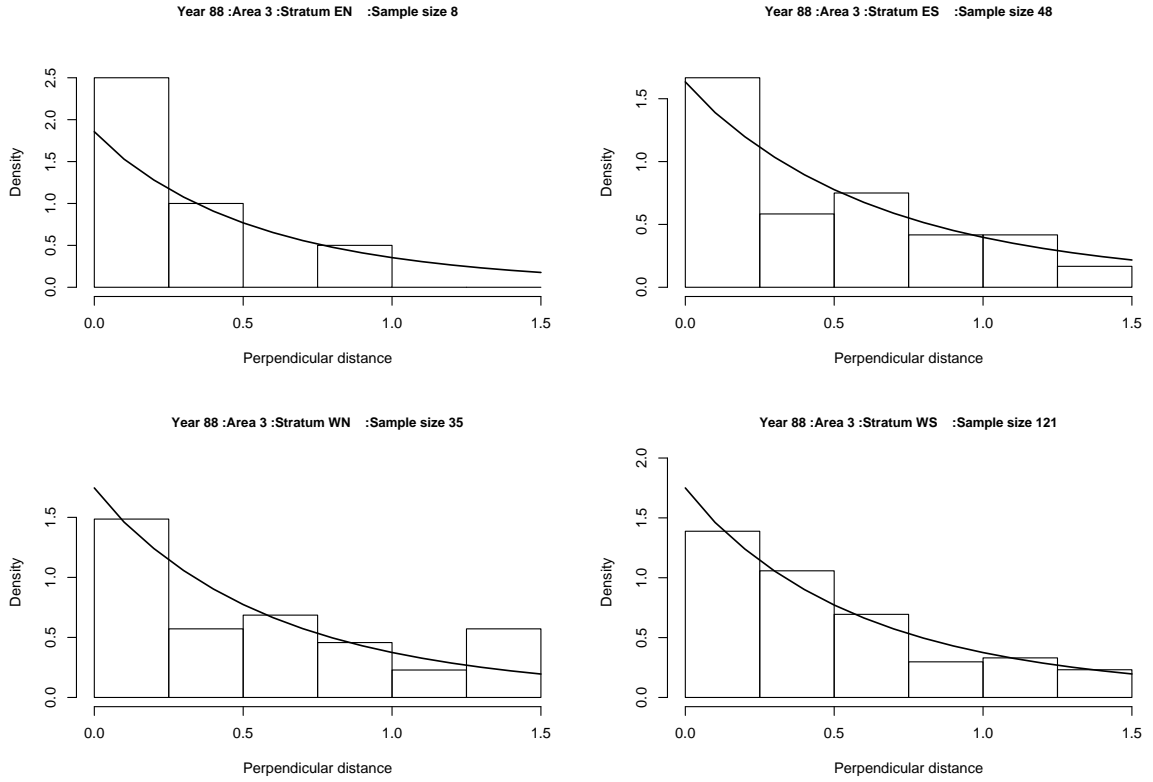 Year 88 :Area 3 :Stratum EN :Sample size 8
Density
2.5
2.0
1.5
1.0
0.5
0.0
0.0 0.5 1.0 1.5
Perpendicular distance
Year 88 :Area 3 :Stratum ES :Sample size 48
Density
1.5
1.0
0.5
0.0
0.0 0.5 1.0 1.5
Perpendicular distance
Year 88 :Area 3 :Stratum WN :Sample size 35
Density
1.5
1.0
0.5
0.0
0.0 0.5 1.0 1.5
Perpendicular distance
Year 88 :Area 3 :Stratum WS :Sample size 121
Density
2.0
1.5
1.0
0.5
0.0
0.0 0.5 1.0 1.5
Perpendicular distance